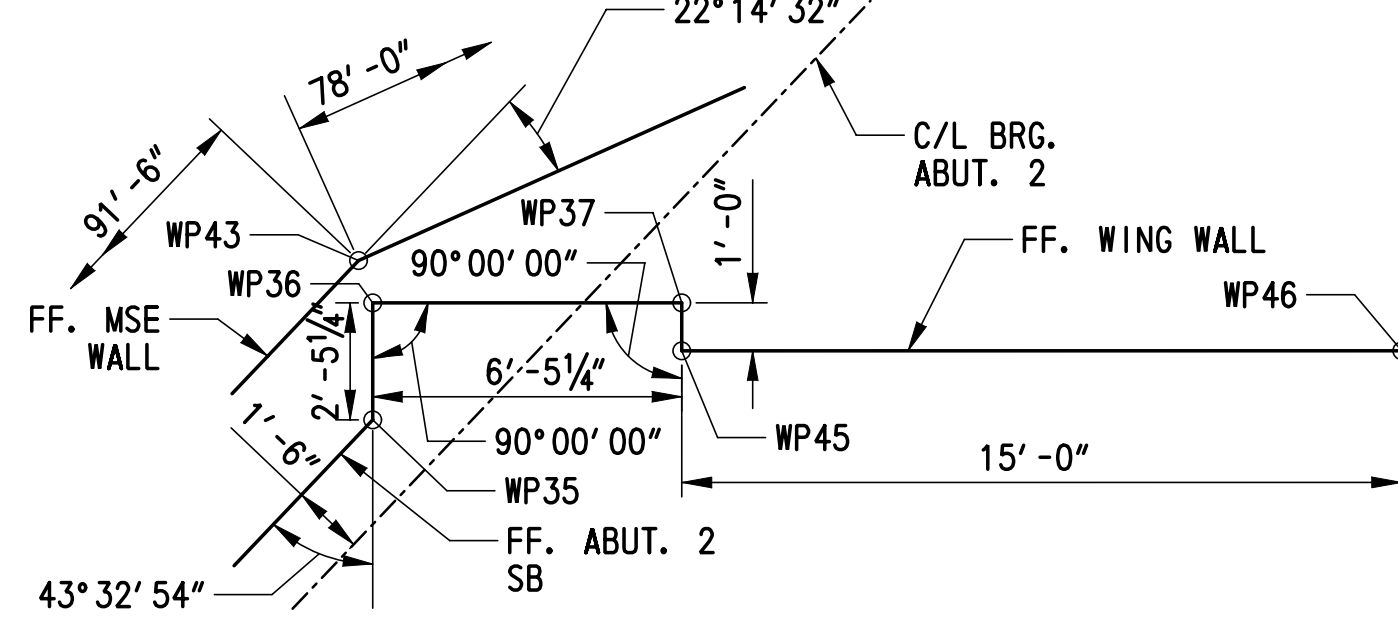 22°14'32"
78'-0"
91'-6"
C/L BRG.
ABUT. 2
WP43
WP37
1'-0"
90°00'00"
FF. WING WALL
WP36
WP46
FF. MSE
WALL
2'-5¼"
6'-5¼"
1'-6"
90°00'00"
WP45
15'-0"
WP35
FF. ABUT. 2
SB
43°32'54"